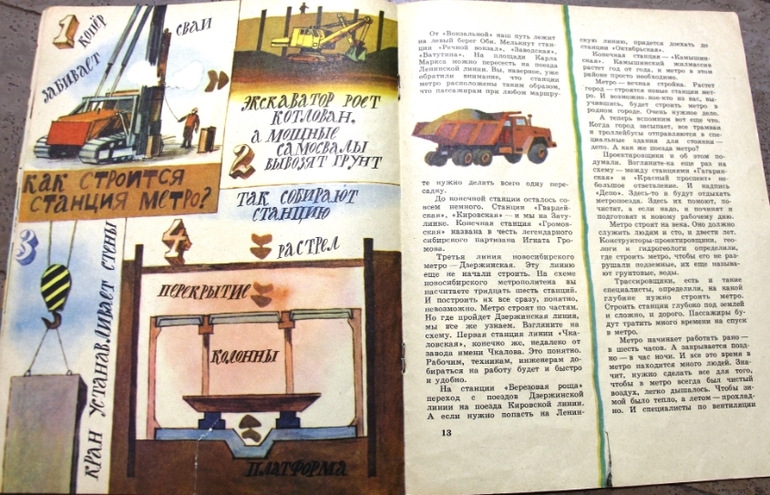 1 КОПЁР
ЗАБИВАЕТ
СВАИ
ЭКСКАВАТОР РОЕТ
КОТЛОВАН,
А МОЩНЫЕ
САМОСВАЛЫ
ВЫВОЗЯТ ГРУНТ
2
КАК СТРОИТСЯ
СТАНЦИЯ МЕТРО?
3
КРАН УСТАНАВЛИВАЕТ СТЕНЫ
4
ТАК СОБИРАЮТ
СТАНЦИЮ
РАСТРЕЛ
ПЕРЕКРЫТИЕ
КОЛОННЫ
ПЛАТФОРМА
От «Вокзальной» наш путь лежит
на левый берег Оби. Мелькнут стан-
ции «Речной вокзал», «Заводская»,
«Ватутина». На площади Карла
Маркса можно пересесть на поезда
Ленинской линии. Вы, наверное, уже
обратили внимание, что станции
метро расположены таким образом,
что пассажирам при любом маршру-
те нужно делать всего одну пере-
садку.
До конечной станции осталось со-
всем немного. Станция «Гвардей-
ская», «Кировская» — и мы на Зату-
линке. Конечная станция «Громов-
ская» названа в честь легендарного
сибирского партизана Игната Гро-
мова.
Третья линия новосибирского
метро — Дзержинская. Эту линию
еще не начали строить. На схеме
новосибирского метрополитена вы
насчитаете тридцать шесть станций.
И построить их все сразу, понятно,
невозможно. Метро строят по частям.
Но где пройдет Дзержинская линия,
мы все же узнаем. Взгляните на
схему. Первая станция линии «Чка-
ловская», конечно же, недалеко от
завода имени Чкалова. Это понятно.
Рабочим, техникам, инженерам до-
бираться на работу будет и быстро
и удобно.
На станции «Березовая роща»
переход с поездов Дзержинской
линии на поезда Кировской линии.
А если нужно попасть на Ленин-
13
скую линию, придется доехать до
станции «Октябрьская».
Конечная станция — «Камышин-
ская». Камышинский жилмассив
растет год от года, и метро в этом
районе просто необходимо.
Метро — вечная стройка. Растет
город — строятся новые станции мет-
ро. И возможно, кое-кто из вас, вы-
учившись, будет строить метро в
родном городе. Очень нужное дело.
А теперь вспомним вот еще что.
Когда город засыпает, все трамваи
и троллейбусы отправляются в спе-
циальные здания для стоянки —
депо. А как же поезда метро?
Проектировщики и об этом по-
думали. Взгляните-ка еще раз на
схему — между станциями «Гагарин-
ская» и «Красный проспект» не-
большое ответвление. И надпись
«Депо». Здесь-то и будут отдыхать
метропоезда. Здесь их помоют, по-
чистят, а если надо, и починят и
подготовят к новому рабочему дню.
Метро строят на века. Оно должно
служить людям и сто, и двести лет.
Конструкторы-проектировщики, гео-
логи и гидрогеологи определяли,
где строить метро, чтобы его не раз-
рушали подземные, их еще называ-
ют грунтовые, воды.
Трассировщики, есть и такие
специалисты, определили, на какой
глубине нужно строить метро.
Строить станции глубоко под землей
и сложно, и дорого. Пассажиры бу-
дут тратить много времени на спуск
в метро.
Метро начинает работать рано —
в шесть часов. А закрывается позд-
но — в час ночи. И все это время в
метро находится много людей. Зна-
чит, нужно сделать все для того,
чтобы в метро всегда был чистый
воздух, легко дышалось. Чтобы зи-
мой было тепло, а летом — прохлад-
но. И специалисты по вентиляции